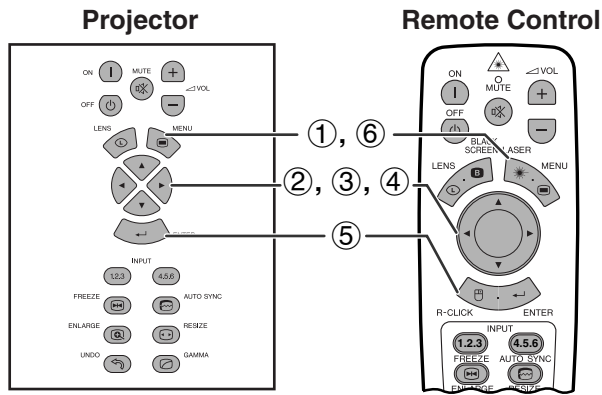 Projector
ON MUTE
VOL
OFF
LENS MENU
①, ⑥
②, ③, ④
⑤
INPUT
1,2,3 4,5,6
FREEZE AUTO SYNC
ENLARGE RESIZE
UNDO GAMMA
Remote Control
ON VOL
MUTE
OFF
BLACK
SCREEN LASER
LENS B MENU
L
R-CLICK ENTER
INPUT
1.2.3 4.5.6
FREEZE AUTO SYNC
ENLARGE RESIZE